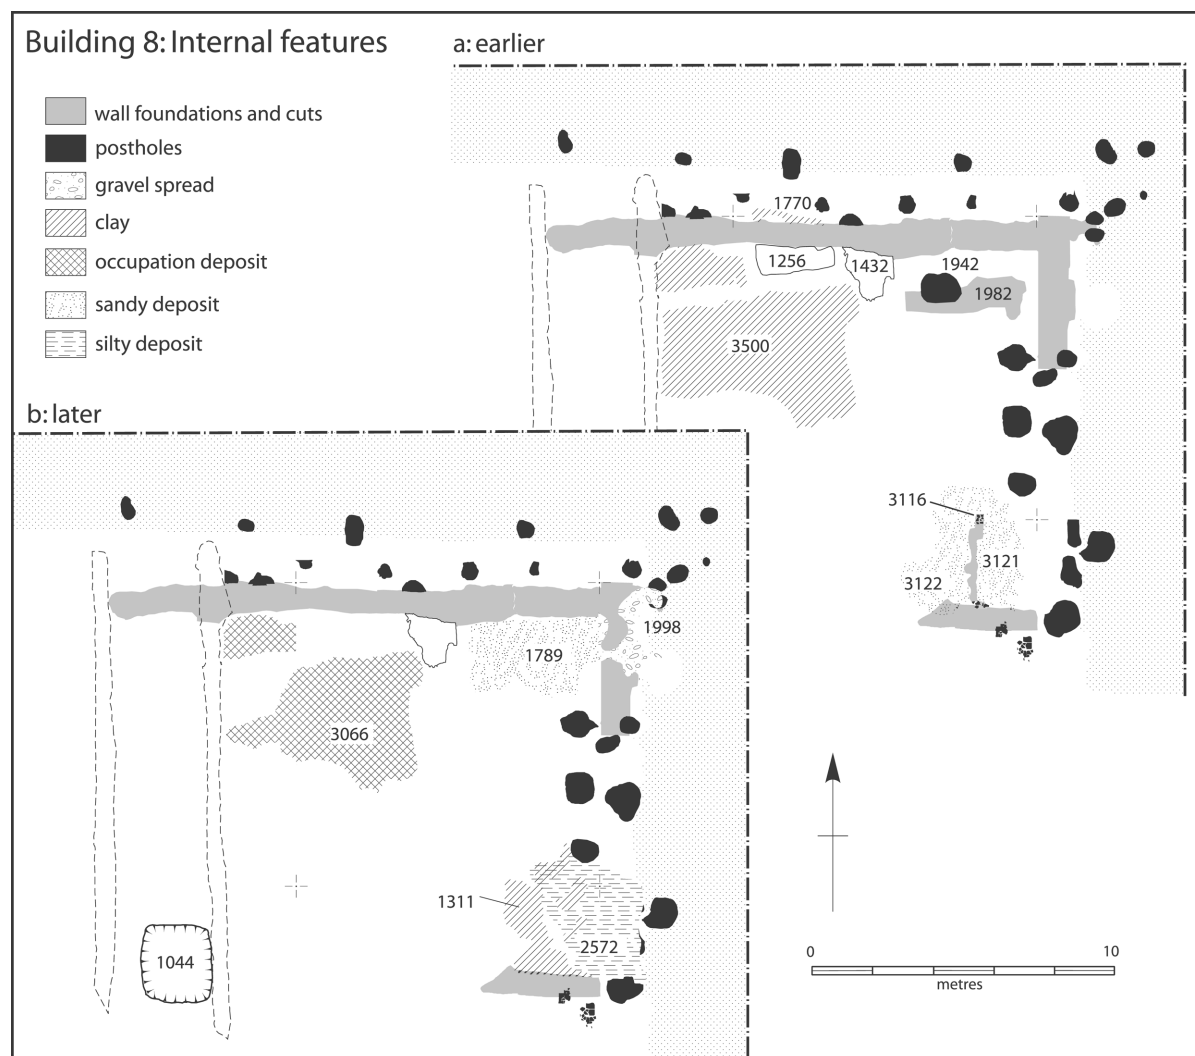 Building 8: Internal features
wall foundations and cuts
postholes
gravel spread
clay
occupation deposit
sandy deposit
silty deposit
a: earlier
1770
1256
1432
1942
1982
3500
3116
3121
3122
b: later
1998
1789
3066
1311
2572
1044
0 10
metres